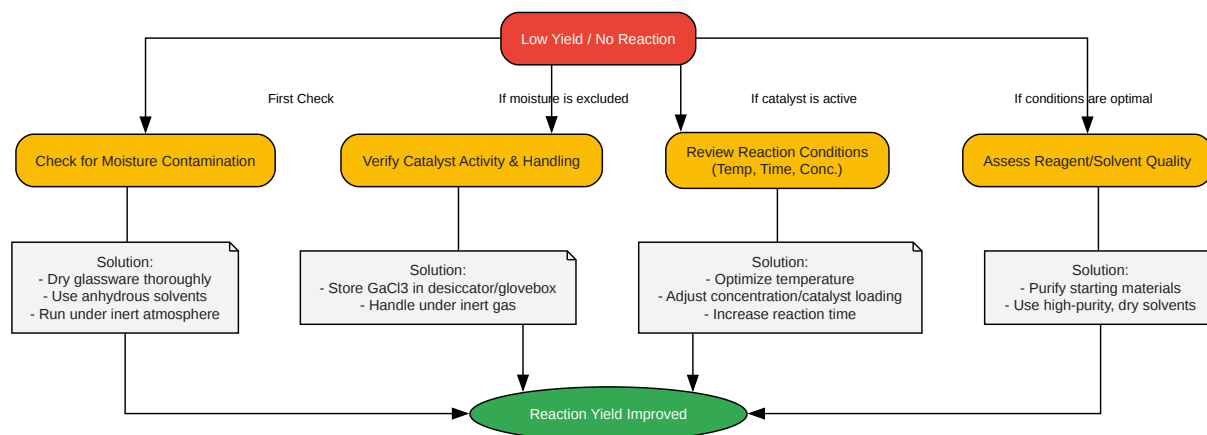 Low Yield / No Reaction
First Check
If moisture is excluded
If catalyst is active
If conditions are optimal
Check for Moisture Contamination
Verify Catalyst Activity & Handling
Review Reaction Conditions
(Temp, Time, Conc.)
Assess Reagent/Solvent Quality
Solution:
- Dry glassware thoroughly
- Use anhydrous solvents
- Run under inert atmosphere
Solution:
- Store GaCl3 in desiccator/glovebox
- Handle under inert gas
Solution:
- Optimize temperature
- Adjust concentration/catalyst loading
- Increase reaction time
Solution:
- Purify starting materials
- Use high-purity, dry solvents
Reaction Yield Improved